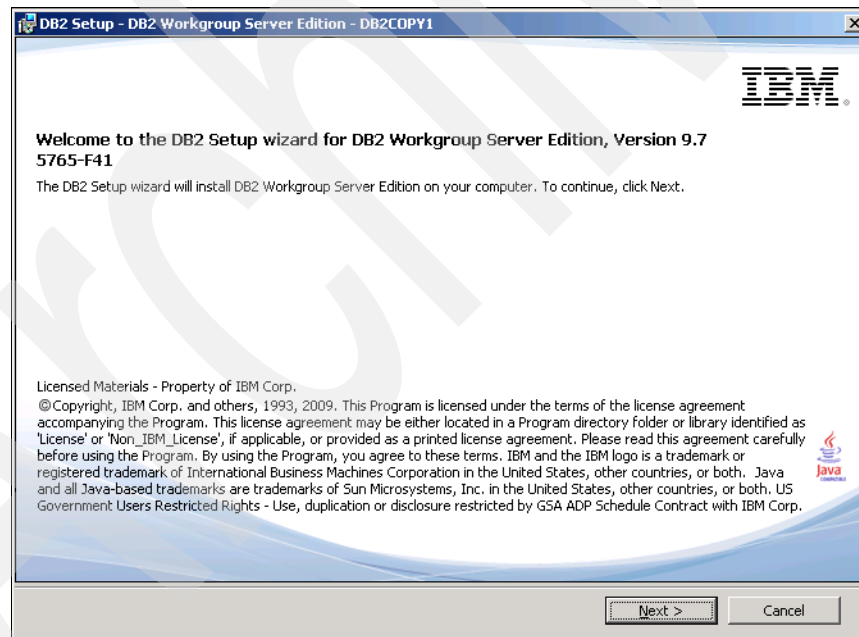 DB2 Setup - DB2 Workgroup Server Edition - DB2COPY1
IBM®
Welcome to the DB2 Setup wizard for DB2 Workgroup Server Edition, Version 9.7
5765-F41
The DB2 Setup wizard will install DB2 Workgroup Server Edition on your computer. To continue, click Next.
Licensed Materials - Property of IBM Corp.
©Copyright, IBM Corp. and others, 1993, 2009. This Program is licensed under the terms of the license agreement
accompanying the Program. This license agreement may be either located in a Program directory folder or library identified as
'License' or 'Non_IBM_License', if applicable, or provided as a printed license agreement. Please read this agreement carefully
before using the Program. By using the Program, you agree to these terms. IBM and the IBM logo is a trademark or
registered trademark of International Business Machines Corporation in the United States, other countries, or both. Java
and all Java-based trademarks are trademarks of Sun Microsystems, Inc. in the United States, other countries, or both. US
Government Users Restricted Rights - Use, duplication or disclosure restricted by GSA ADP Schedule Contract with IBM Corp.
Java
COMPATIBLE
Next >
Cancel